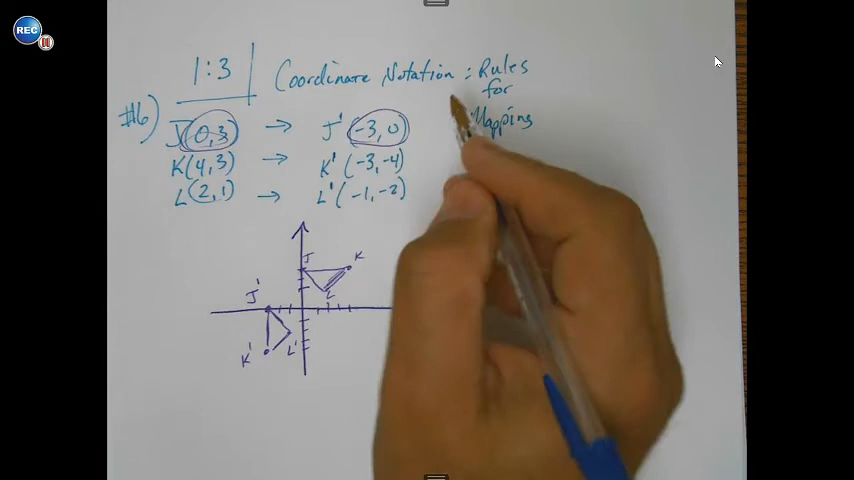 REC
1:3
Coordinate Notation : Rules
for
Mapping
#6) J(0,3) → J'(-3,0)
K(4,3) → K'(-3,-4)
L(2,1) → L'(-1,-2)
J K
L
J'
K' L'